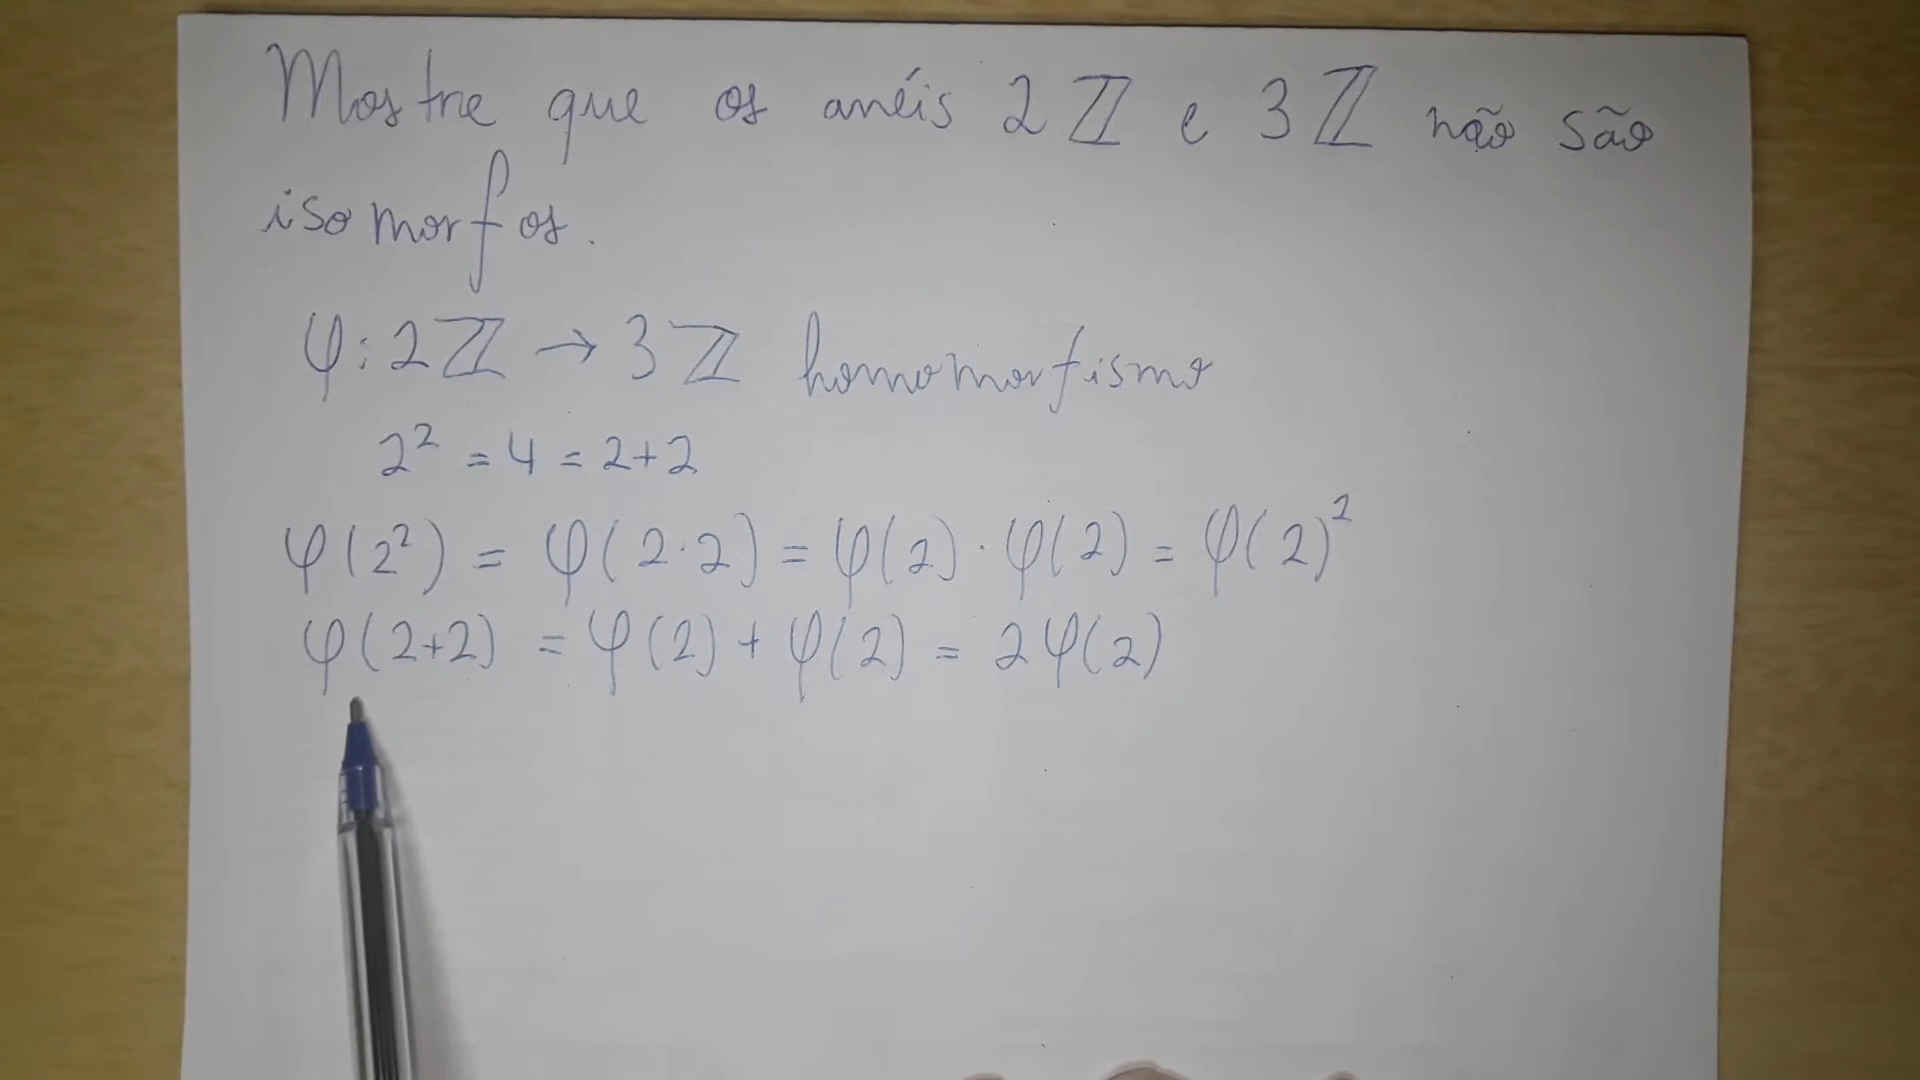 Mostre que os anéis 2ℤ e 3ℤ não são
isomorfos.
φ: 2ℤ → 3ℤ homomorfismo
2² = 4 = 2+2
φ(2²) = φ(2·2) = φ(2)·φ(2) = φ(2)²
φ(2+2) = φ(2) + φ(2) = 2φ(2)